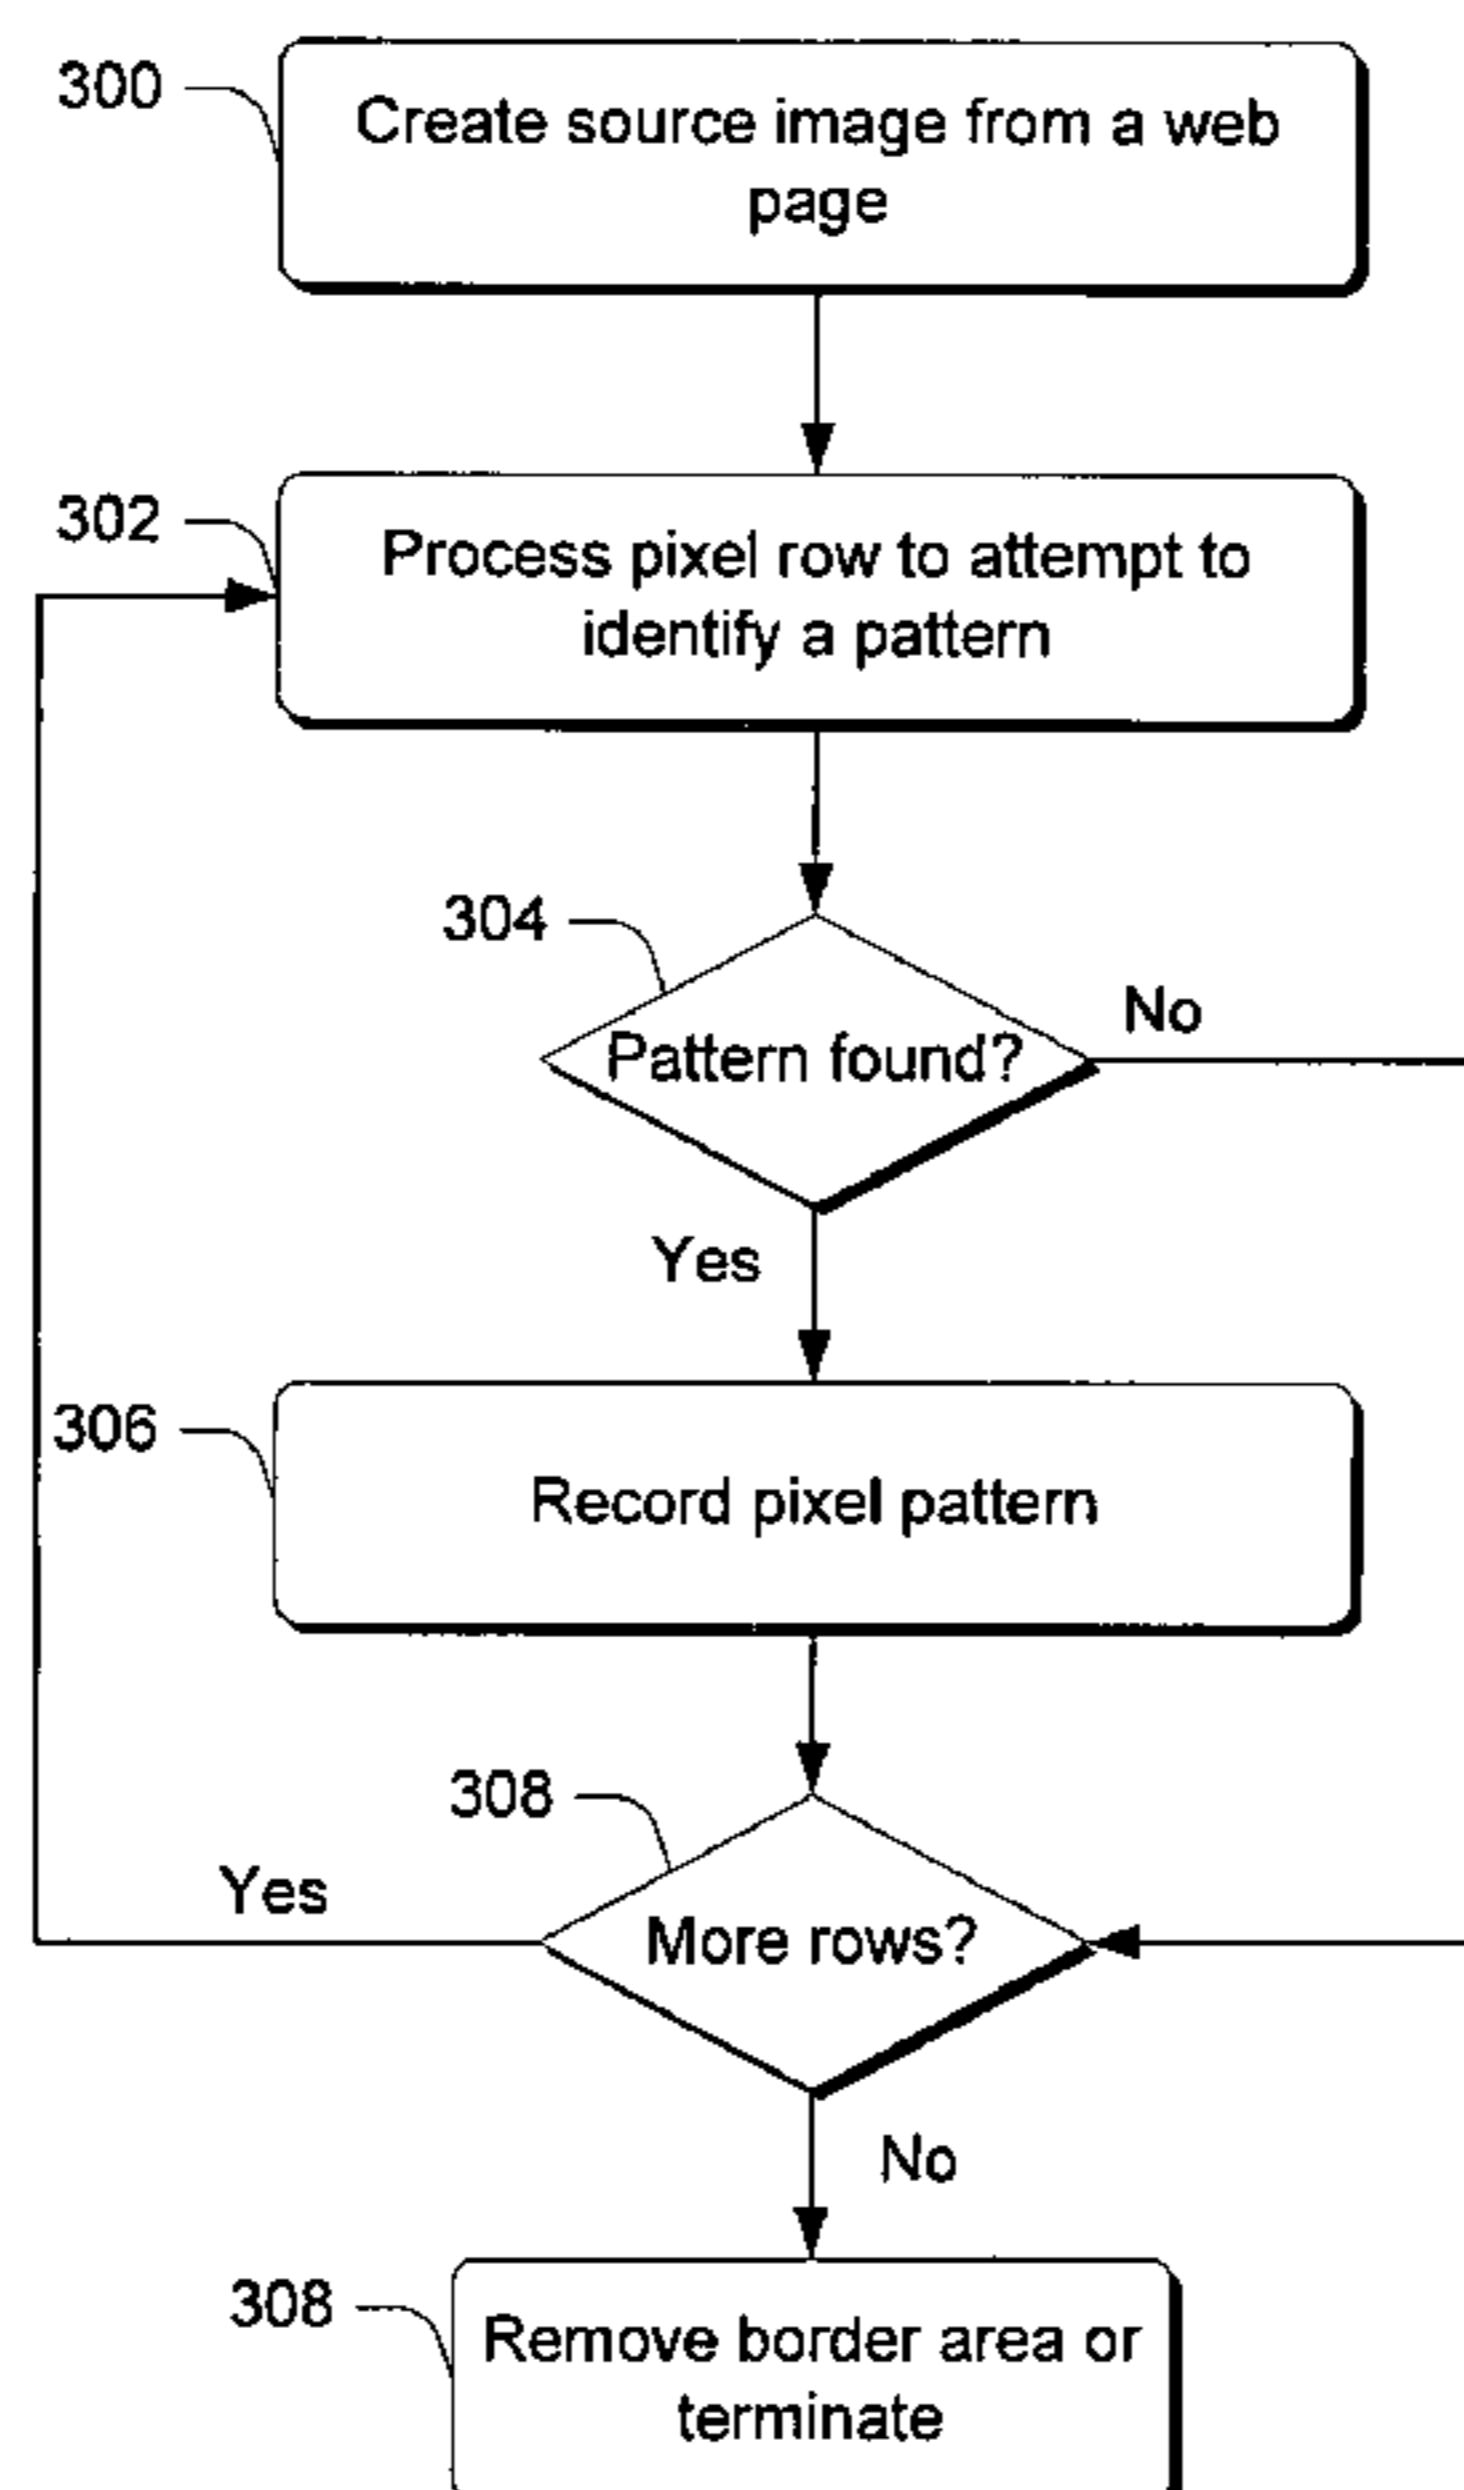 300
Create source image from a web
page
302
Process pixel row to attempt to
identify a pattern
304
Pattern found?
No
Yes
306
Record pixel pattern
308
More rows?
Yes
No
308
Remove border area or
terminate